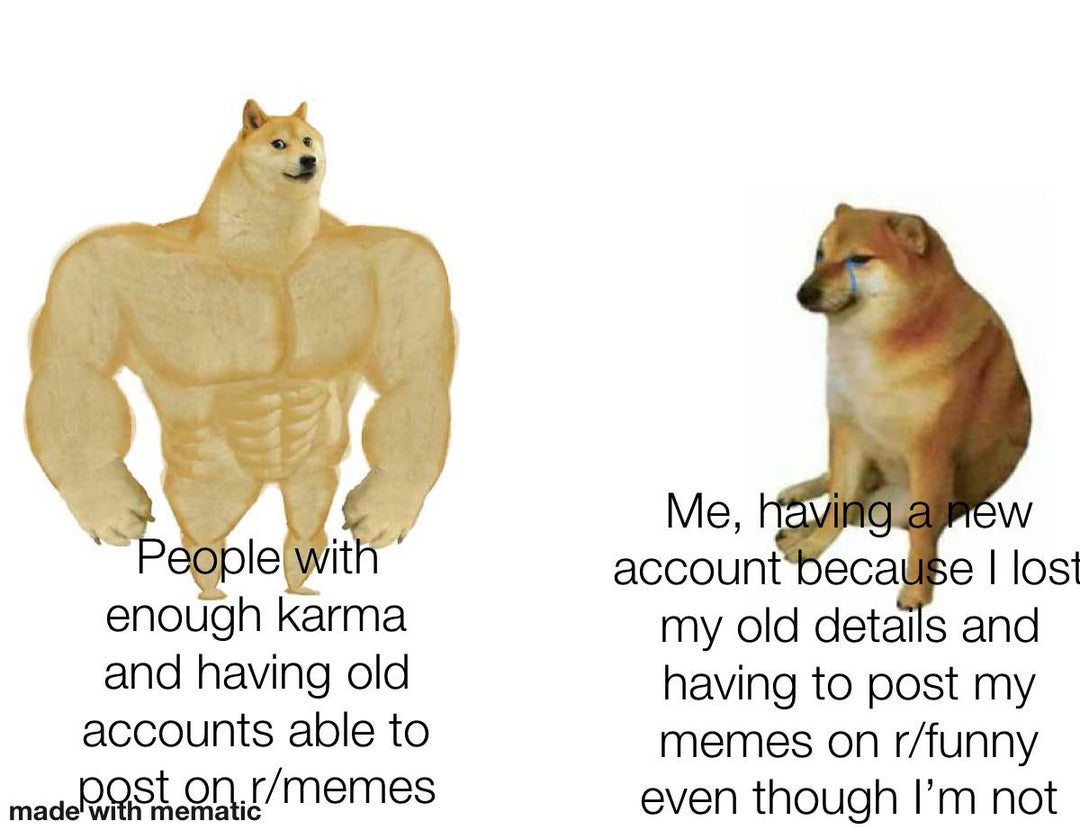 People with
enough karma
and having old
accounts able to
post on r/memes
made with mematic
Me, having a new
account because I lost
my old details and
having to post my
memes on r/funny
even though I'm not